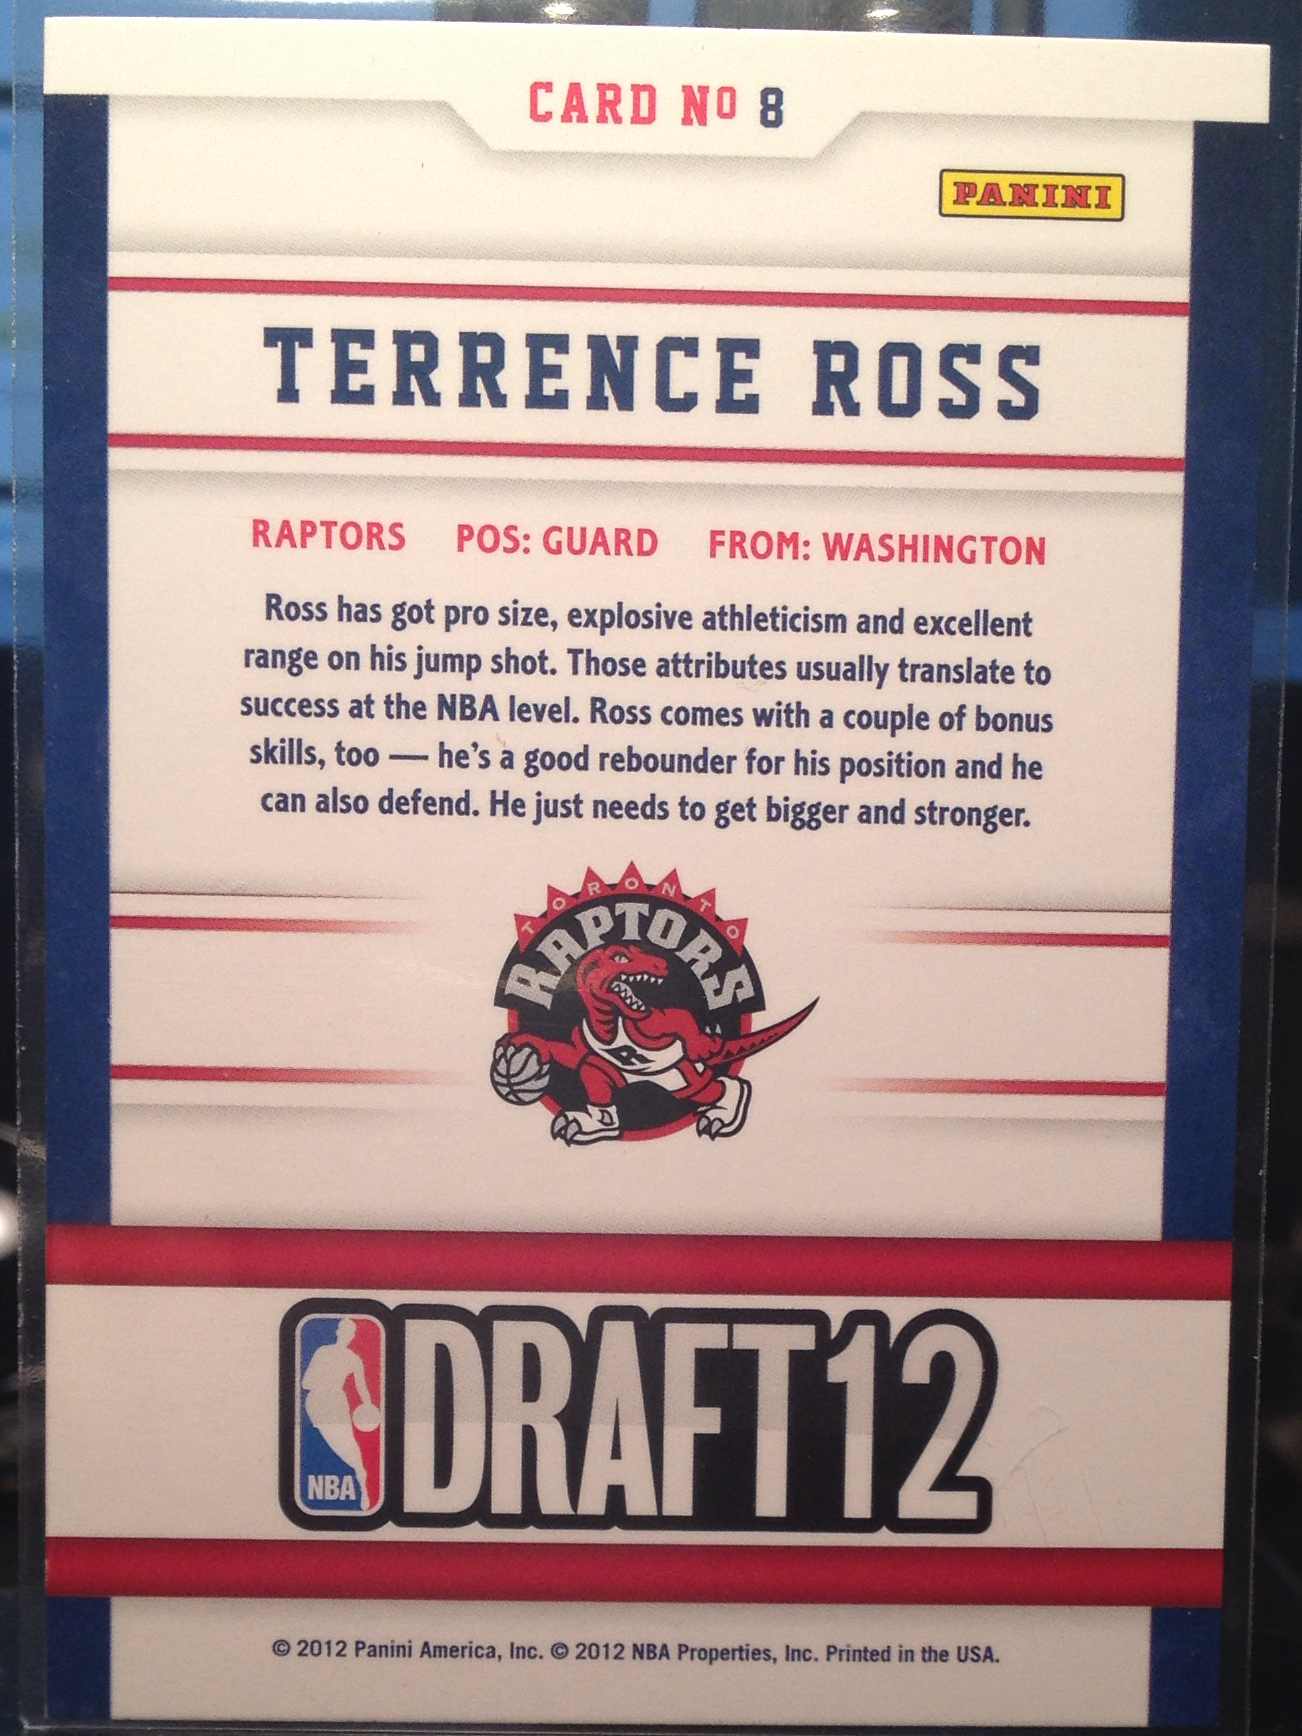 CARD Nº 8
PANINI
TERRENCE ROSS
RAPTORS POS: GUARD FROM: WASHINGTON
Ross has got pro size, explosive athleticism and excellent
range on his jump shot. Those attributes usually translate to
success at the NBA level. Ross comes with a couple of bonus
skills, too — he's a good rebounder for his position and he
can also defend. He just needs to get bigger and stronger.
TORONTO
RAPTORS
NBA DRAFT12
© 2012 Panini America, Inc. © 2012 NBA Properties, Inc. Printed in the USA.